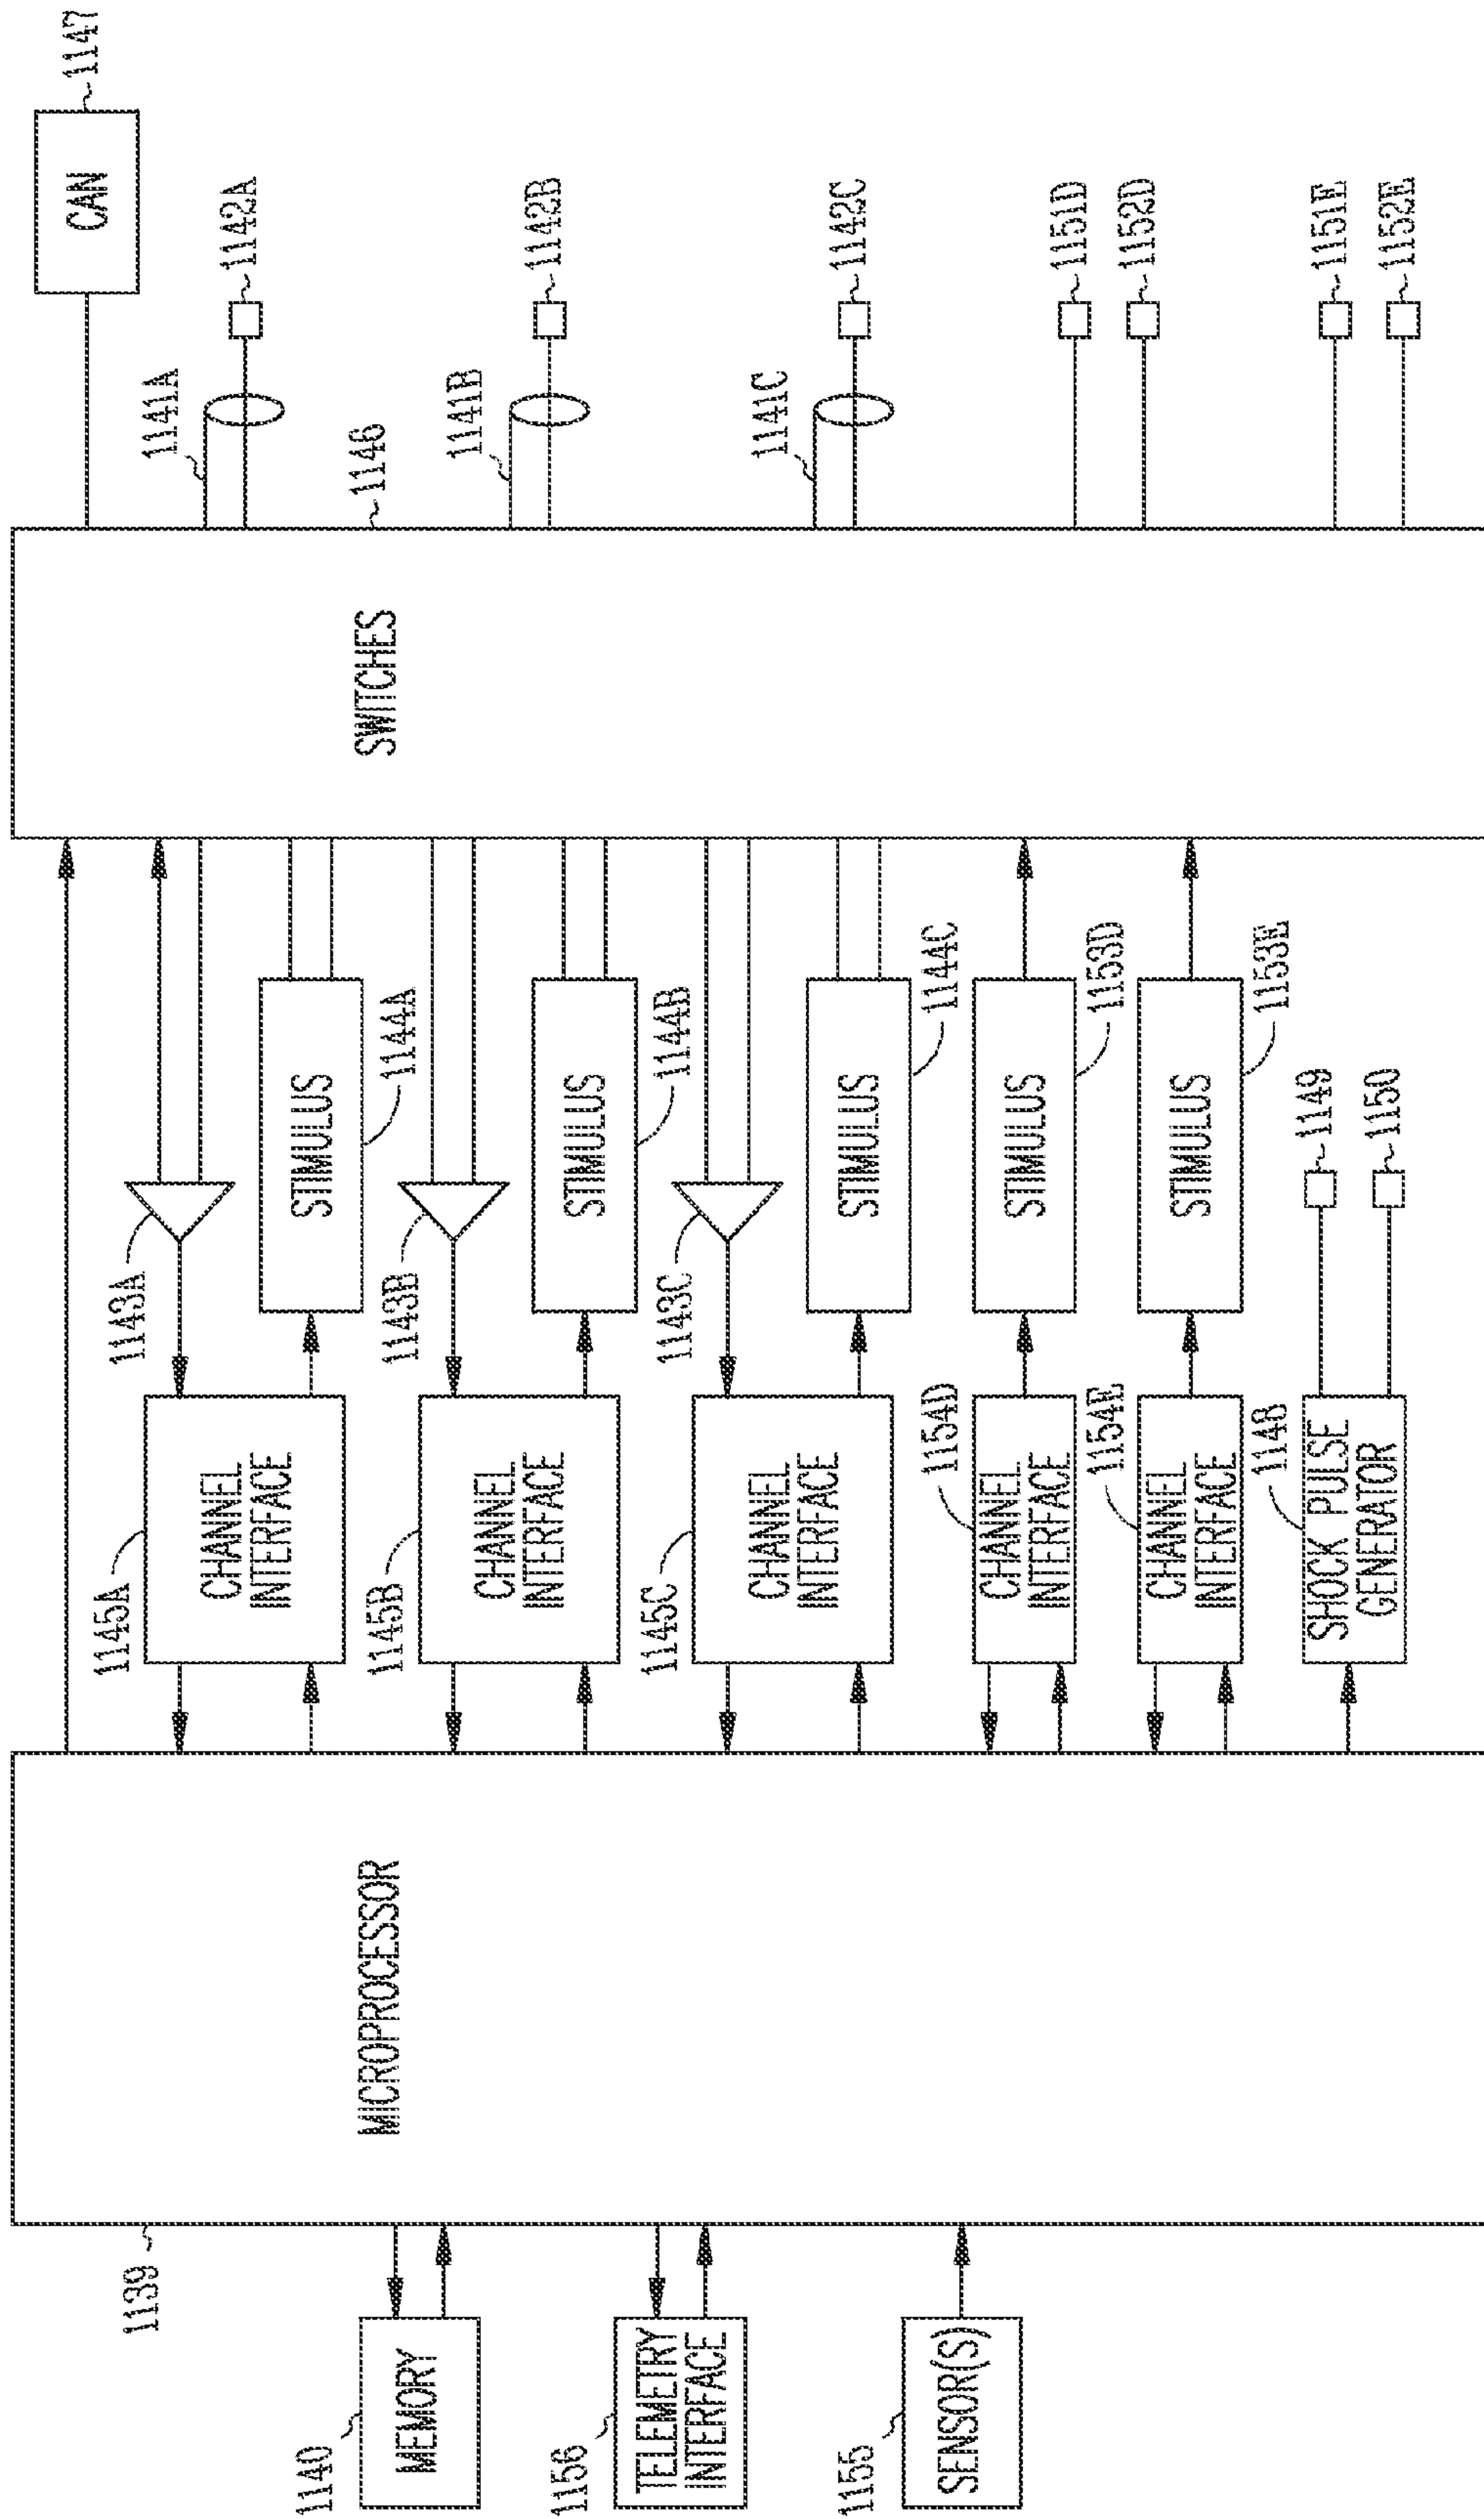 1147
CAN
1142A
1142B
1142C
1151D
1152D
1151E
1152E
1141A
1146
1141B
1141C
SWITCHES
1143A
STIMULUS
1144A
1143B
STIMULUS
1144B
1143C
STIMULUS
1144C
STIMULUS
1153D
STIMULUS
1153E
1149
1150
1145A
CHANNEL
INTERFACE
1145B
CHANNEL
INTERFACE
1145C
CHANNEL
INTERFACE
1154D
CHANNEL
INTERFACE
1154E
CHANNEL
INTERFACE
1148
SHOCK PULSE
GENERATOR
MICROPROCESSOR
1139
1140
MEMORY
1156
TELEMETRY
INTERFACE
1155
SENSOR(S)